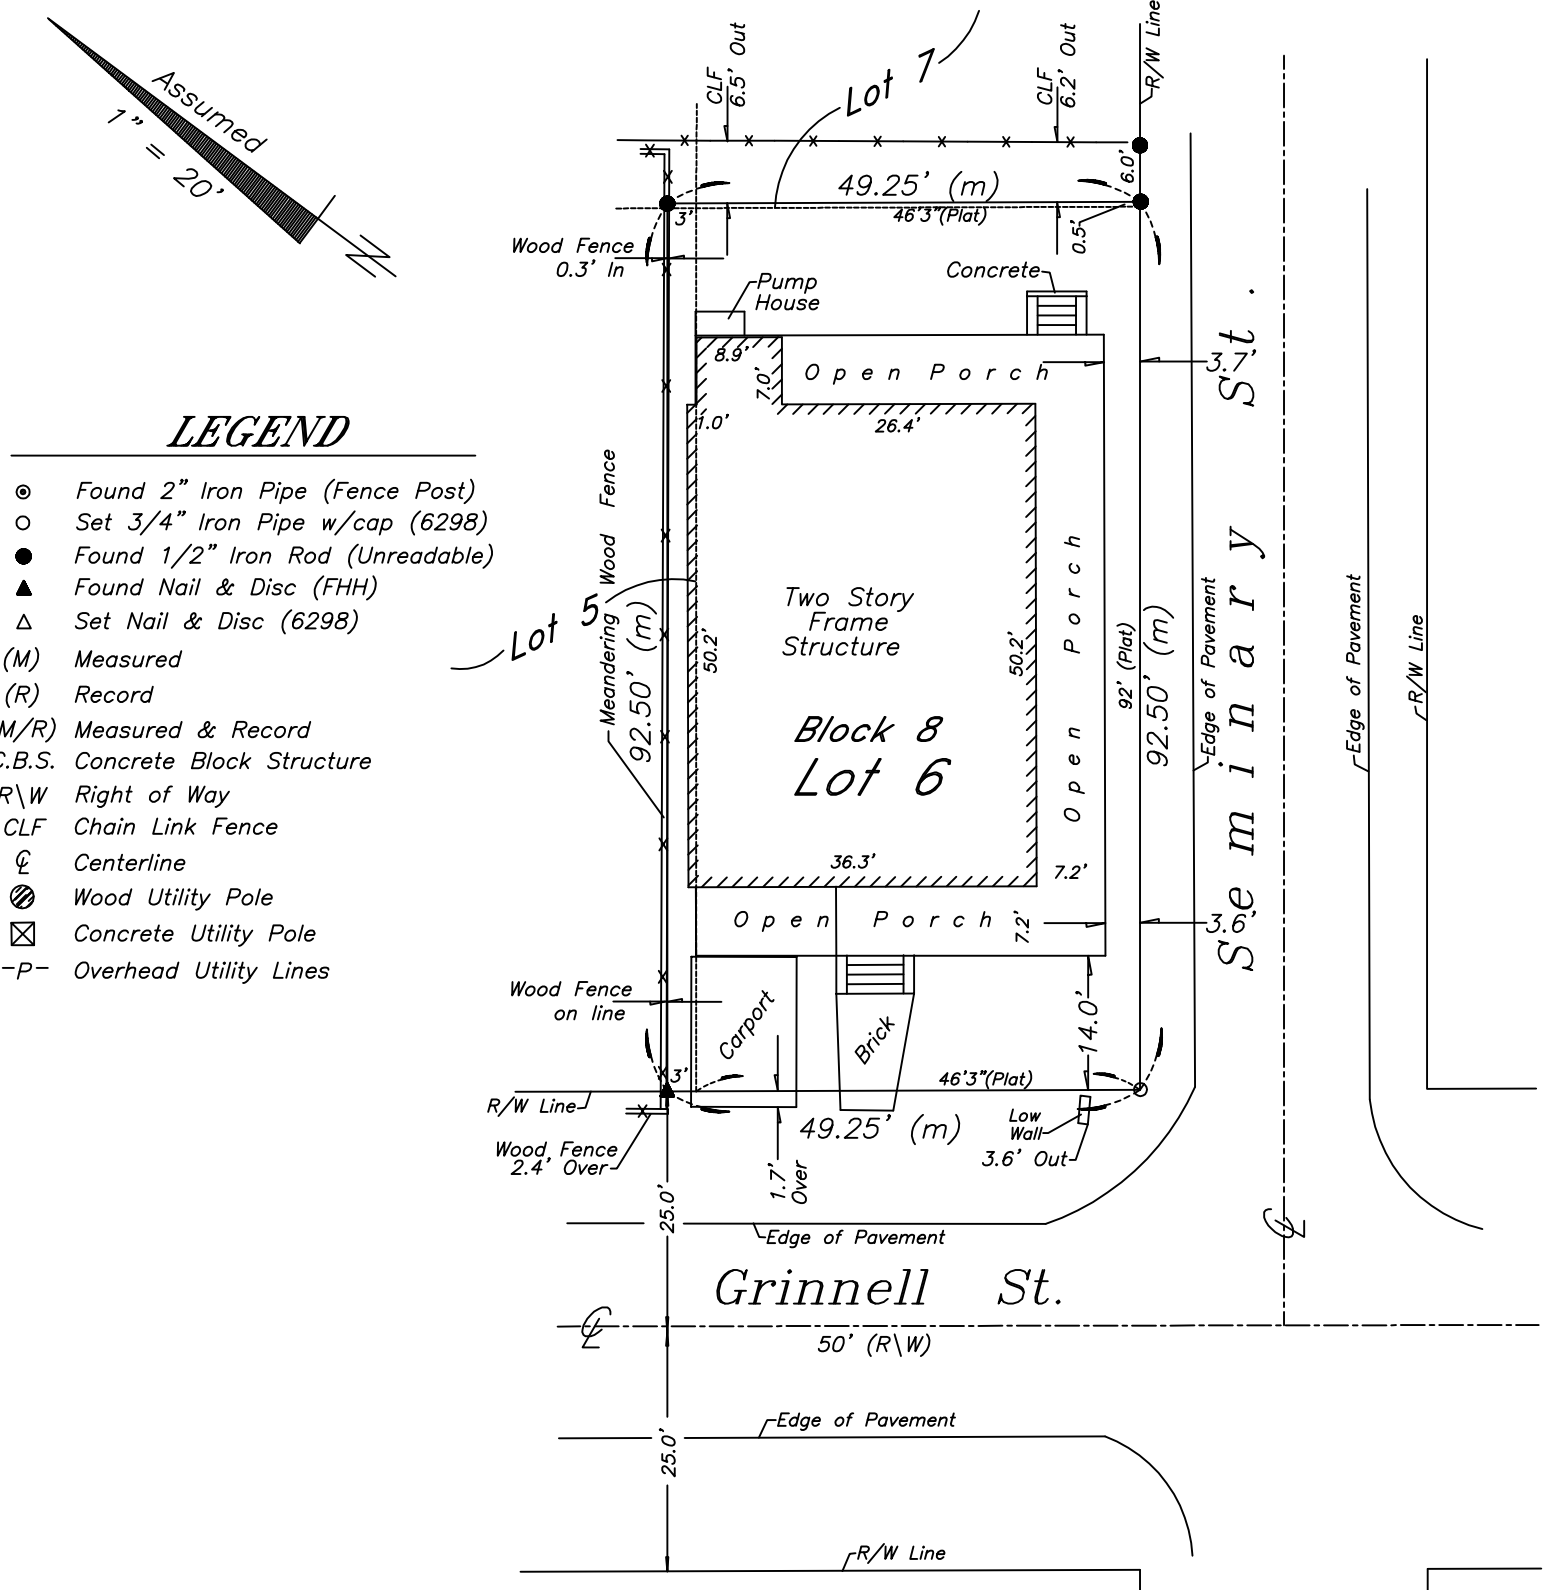 Assumed
1" = 20'
N
CLF
6.5' Out
Lot 7
CLF
6.2' Out
R/W Line
6.0'
49.25' (m)
46'3"(Plat)
3'
0.5'
Wood Fence
0.3' In
Pump
House
Concrete
8.9'
7.0'
Open Porch
3.7'
1.0'
26.4'
LEGEND
Found 2" Iron Pipe (Fence Post)
Set 3/4" Iron Pipe w/cap (6298)
Found 1/2" Iron Rod (Unreadable)
Found Nail & Disc (FHH)
Set Nail & Disc (6298)
(M) Measured
(R) Record
M/R) Measured & Record
C.B.S. Concrete Block Structure
R\W Right of Way
CLF Chain Link Fence
℄ Centerline
Wood Utility Pole
Concrete Utility Pole
-P- Overhead Utility Lines
Meandering Wood Fence
Lot 5
92.50' (m)
50.2'
Two Story
Frame
Structure
50.2'
Block 8
Lot 6
Open Porch
92' (Plat)
92.50' (m)
Edge of Pavement
Seminary St.
Edge of Pavement
R/W Line
36.3'
7.2'
Open Porch
7.2'
3.6'
Wood Fence
on line
Carport
Brick
14.0'
3'
46'3"(Plat)
R/W Line
49.25' (m)
Low
Wall
3.6' Out
Wood Fence
2.4' Over
1.7'
Over
25.0'
Edge of Pavement
℄
Grinnell St.
℄
50' (R\W)
Edge of Pavement
25.0'
R/W Line